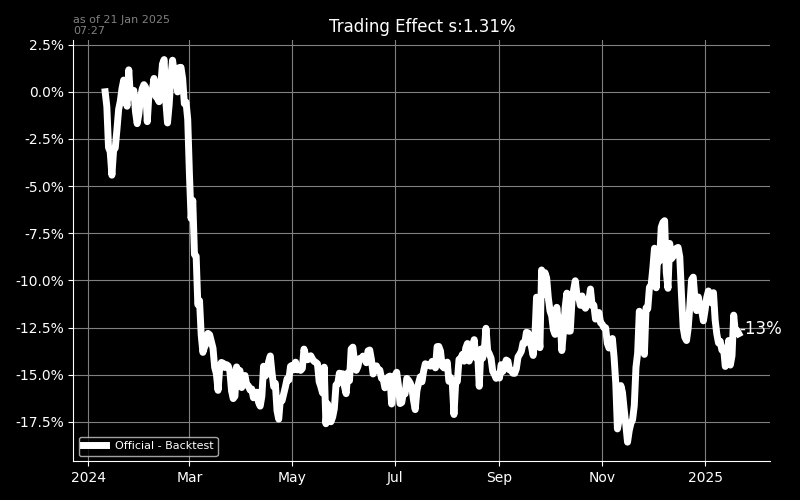 as of 21 Jan 2025
07:27
Trading Effect s:1.31%
2.5%
0.0%
-2.5%
-5.0%
-7.5%
-10.0%
-12.5%
-15.0%
-17.5%
-13%
Official - Backtest
2024 Mar May Jul Sep Nov 2025